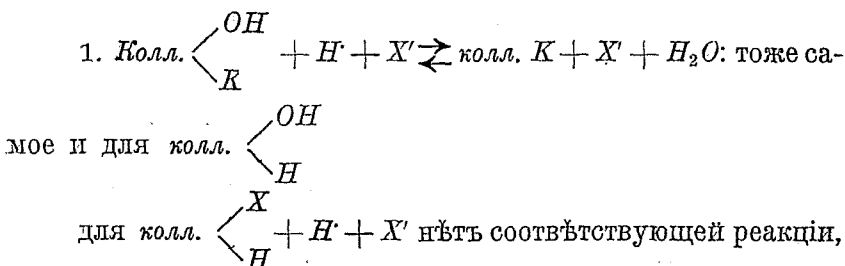 OH
1. Колл. + H· + X′ ⇄ колл. K + X′ + H₂O: тоже са-
K
OH
мое и для колл.
H
X
для колл. + H· + X′ нѣтъ соотвѣтствующей реакціи,
H